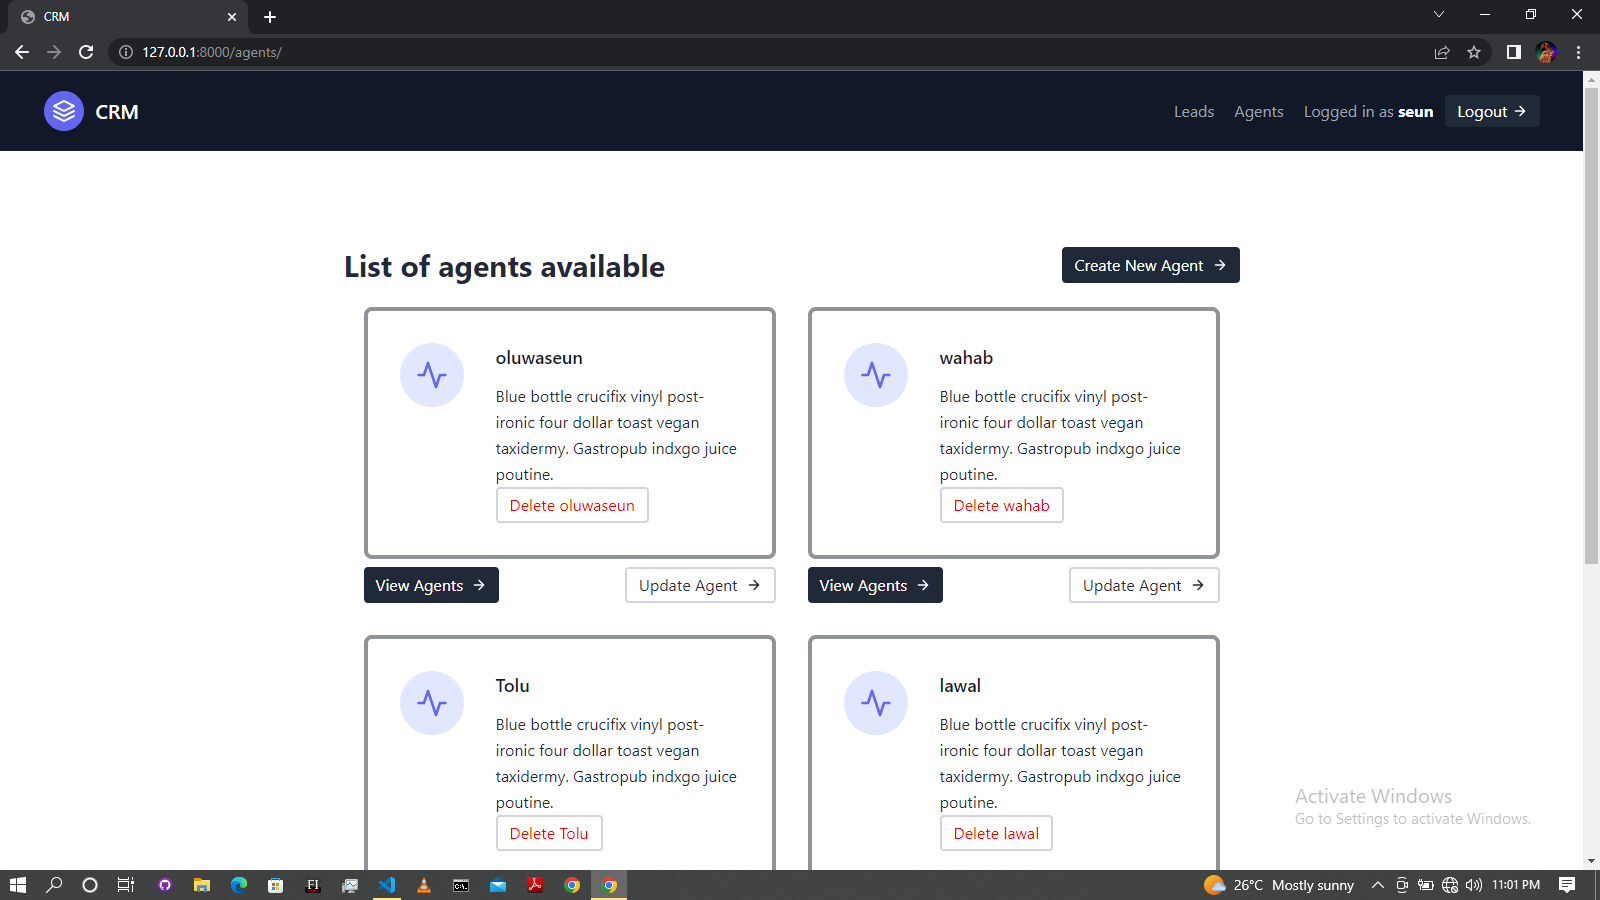 CRM
127.0.0.1:8000/agents/
CRM
Leads Agents Logged in as seun Logout →
List of agents available
Create New Agent →
oluwaseun
Blue bottle crucifix vinyl post-
ironic four dollar toast vegan
taxidermy. Gastropub indxgo juice
poutine.
Delete oluwaseun
View Agents →
Update Agent →
wahab
Blue bottle crucifix vinyl post-
ironic four dollar toast vegan
taxidermy. Gastropub indxgo juice
poutine.
Delete wahab
View Agents →
Update Agent →
Tolu
Blue bottle crucifix vinyl post-
ironic four dollar toast vegan
taxidermy. Gastropub indxgo juice
poutine.
Delete Tolu
lawal
Blue bottle crucifix vinyl post-
ironic four dollar toast vegan
taxidermy. Gastropub indxgo juice
poutine.
Delete lawal
Activate Windows
Go to Settings to activate Windows.
FI
26°C Mostly sunny
11:01 PM